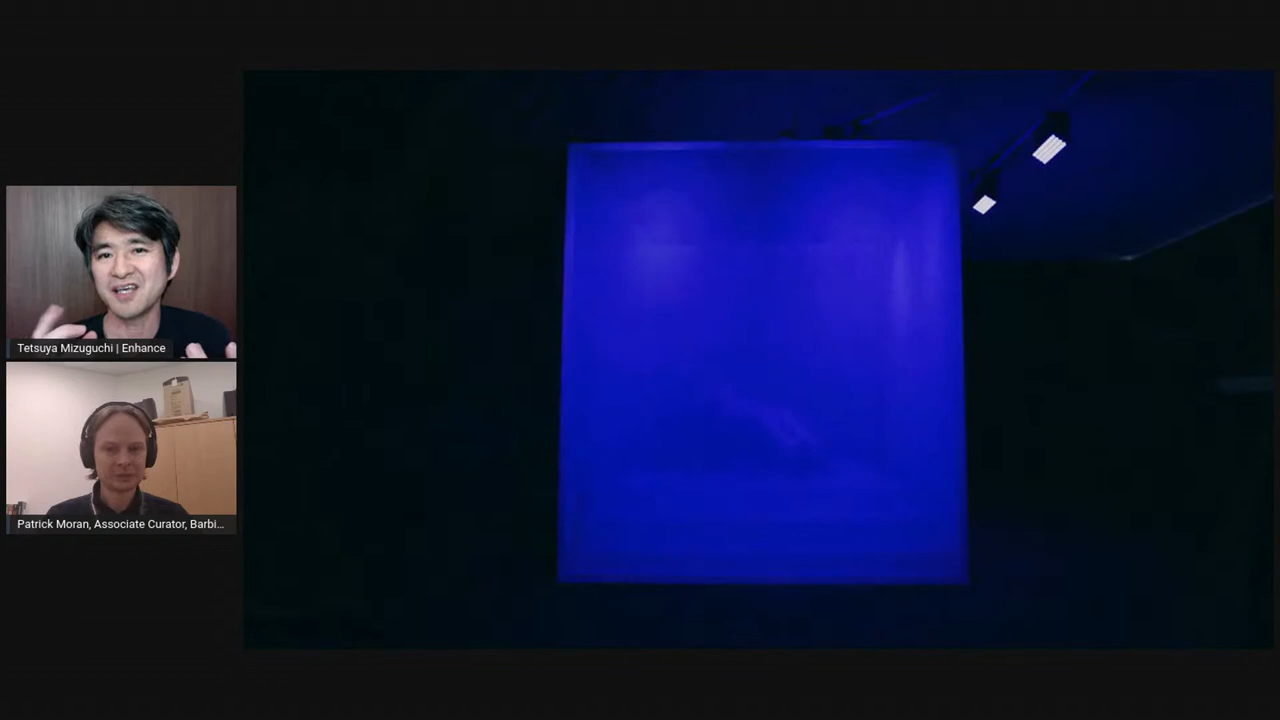 Tetsuya Mizuguchi | Enhance
Patrick Moran, Associate Curator, Barbi...